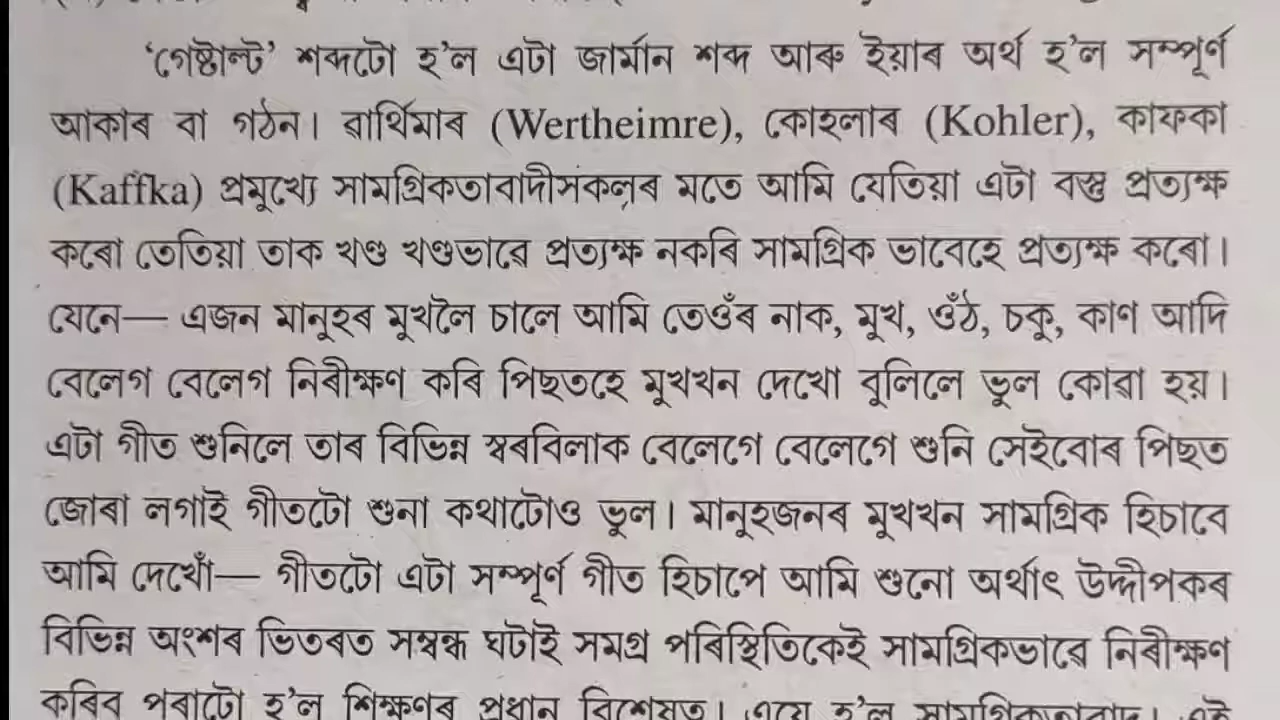 ‘গেষ্টাল্ট’ শব্দটো হ’ল এটা জাৰ্মান শব্দ আৰু ইয়াৰ অৰ্থ হ’ল সম্পূৰ্ণ
আকাৰ বা গঠন। ৱাৰ্থিমাৰ (Wertheimre), কোহলাৰ (Kohler), কাফকা
(Kaffka) প্ৰমুখ্যে সামগ্ৰিকতাবাদীসংকলৰ মতে আমি যেতিয়া এটা বস্তু প্ৰত্যক্ষ
কৰো তেতিয়া তাক খণ্ড খণ্ডভাৱে প্ৰত্যক্ষ নকৰি সামগ্ৰিক ভাবেহে প্ৰত্যক্ষ কৰো।
যেনে— এজন মানুহৰ মুখলৈ চালে আমি তেওঁৰ নাক, মুখ, ওঁঠ, চকু, কাণ আদি
বেলেগ বেলেগ নিৰীক্ষণ কৰি পিছতহে মুখখন দেখো বুলিলে ভুল কোৱা হয়।
এটা গীত শুনিলে তাৰ বিভিন্ন স্বৰবিলাক বেলেগে বেলেগে শুনি সেইবোৰ পিছত
জোৰা লগাই গীতটো শুনা কথাটোও ভুল। মানুহজনৰ মুখখন সামগ্ৰিক হিচাবে
আমি দেখোঁ— গীতটো এটা সম্পূৰ্ণ গীত হিচাপে আমি শুনো অৰ্থাৎ উদ্দীপকৰ
বিভিন্ন অংশৰ ভিতৰত সম্বন্ধ ঘটাই সমগ্ৰ পৰিস্থিতিকেই সামগ্ৰিকভাৱে নিৰীক্ষণ
কৰিব পৰাটো হ’ল শিক্ষণৰ প্ৰধান বিশেষত্ব। এয়ে হ’ল সামগ্ৰিকতাবাদ। এই